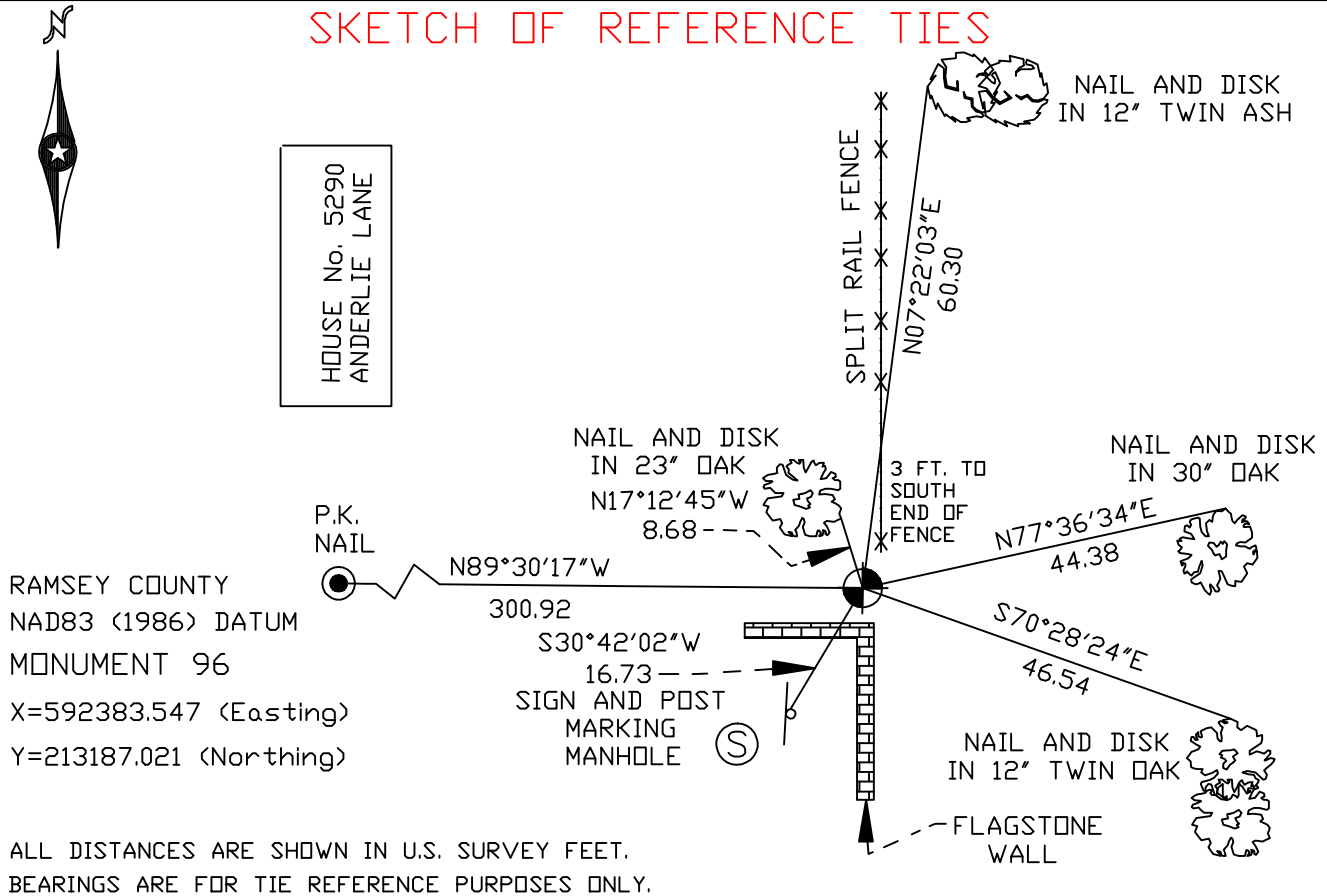 SKETCH OF REFERENCE TIES
N
NAIL AND DISK
IN 12" TWIN ASH
HOUSE No. 5290
ANDERLIE LANE
SPLIT RAIL FENCE
N07°22'03"E
60.30
NAIL AND DISK
IN 23" OAK
N17°12'45"W
8.68
3 FT. TO
SOUTH
END OF
FENCE
NAIL AND DISK
IN 30" OAK
N77°36'34"E
44.38
P.K.
NAIL
N89°30'17"W
300.92
RAMSEY COUNTY
NAD83 (1986) DATUM
MONUMENT 96
X=592383.547 (Easting)
Y=213187.021 (Northing)
S30°42'02"W
16.73
SIGN AND POST
MARKING
MANHOLE
S
S70°28'24"E
46.54
NAIL AND DISK
IN 12" TWIN OAK
FLAGSTONE
WALL
ALL DISTANCES ARE SHOWN IN U.S. SURVEY FEET.
BEARINGS ARE FOR TIE REFERENCE PURPOSES ONLY.